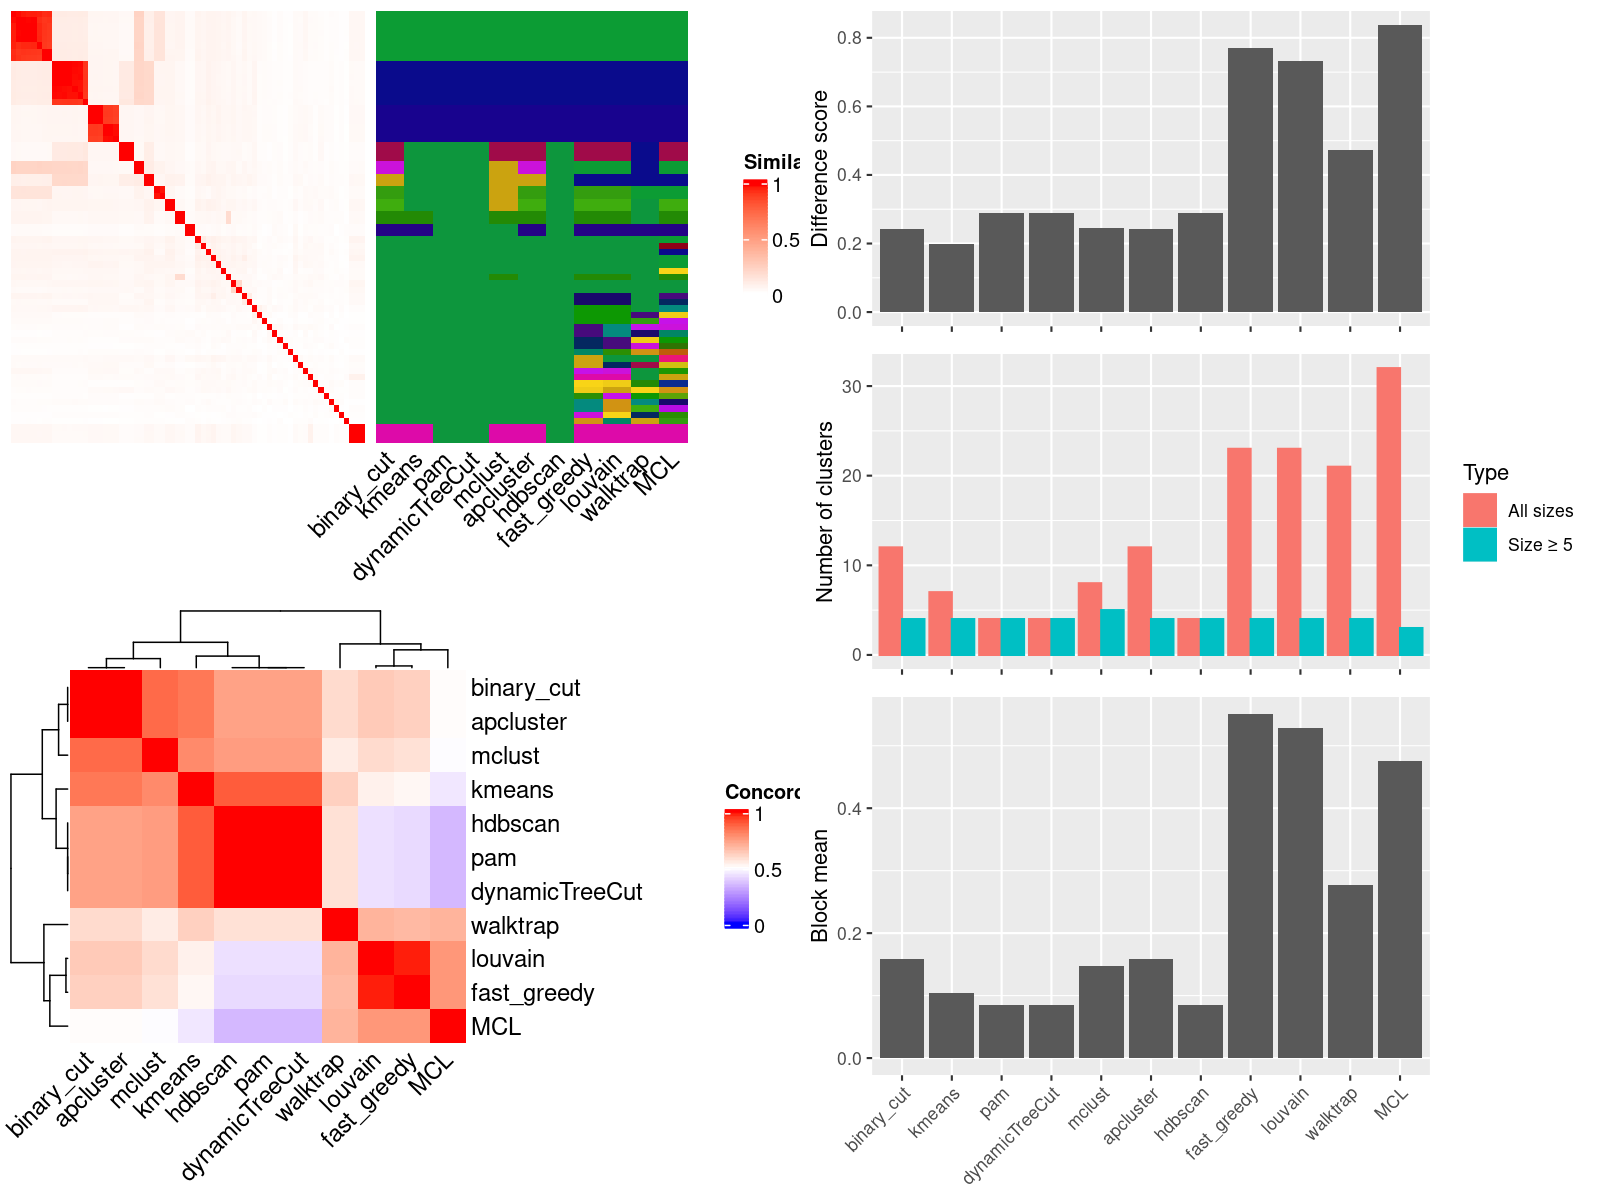 Simila
1
0.5
0
binary_cut
kmeans
pam
dynamicTreeCut
mclust
apcluster
hdbscan
fast_greedy
louvain
walktrap
MCL
binary_cut
apcluster
mclust
kmeans
hdbscan
pam
dynamicTreeCut
walktrap
louvain
fast_greedy
MCL
Concord
1
0.5
0
binary_cut
apcluster
mclust
kmeans
hdbscan
pam
dynamicTreeCut
walktrap
louvain
fast_greedy
MCL
Difference score
0.8
0.6
0.4
0.2
0.0
Number of clusters
30
20
10
0
Type
All sizes
Size ≥ 5
Block mean
0.4
0.2
0.0
binary_cut
kmeans
pam
dynamicTreeCut
mclust
apcluster
hdbscan
fast_greedy
louvain
walktrap
MCL